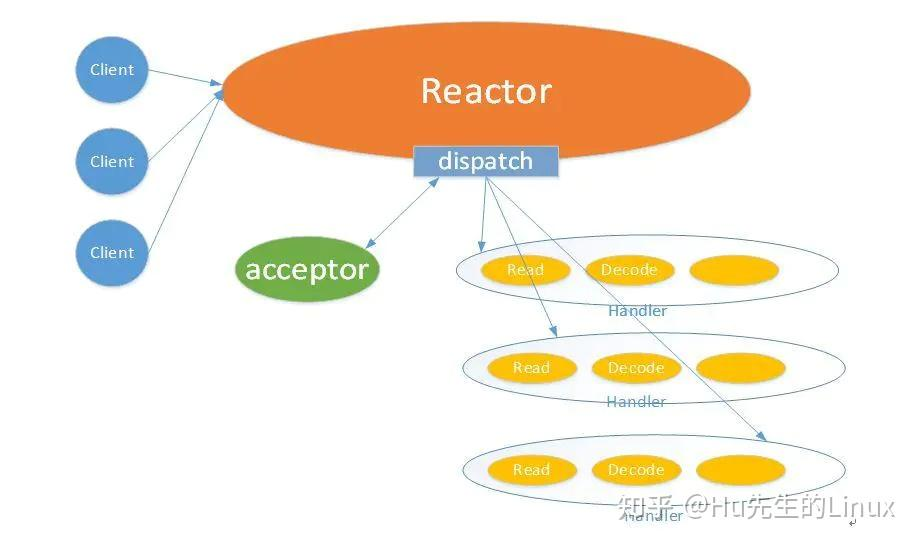 Client
Reactor
Client
dispatch
Client
acceptor
Read Decode
Handler
Read Decode
Handler
Read Decode
Handler
知乎 @Hu先生的Linux